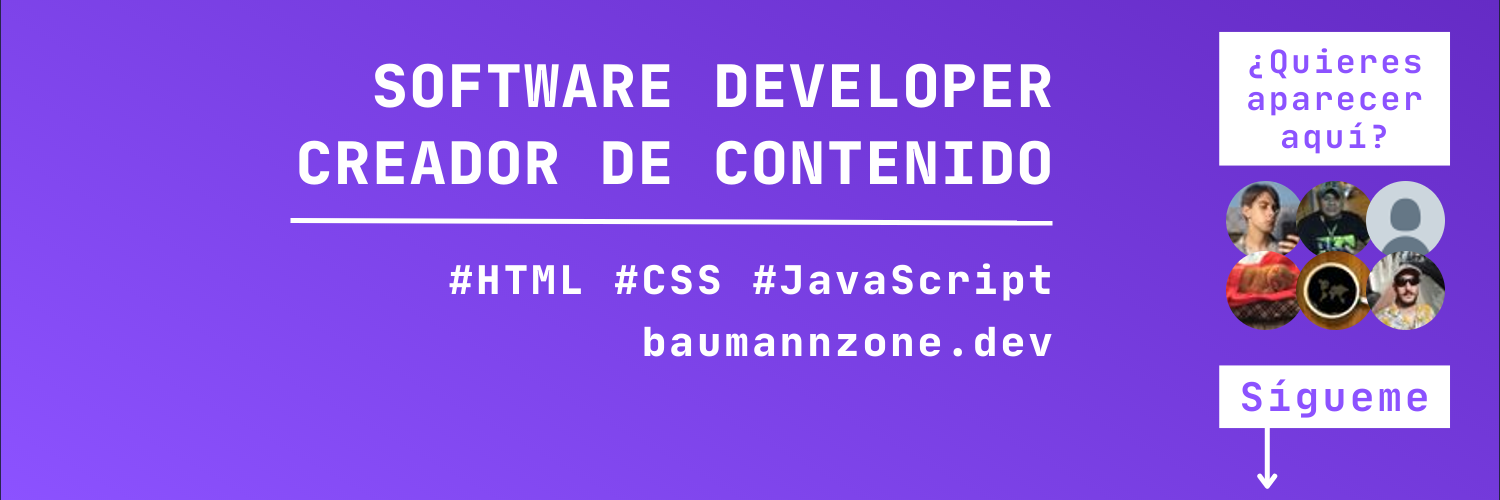 SOFTWARE DEVELOPER
CREADOR DE CONTENIDO
#HTML #CSS #JavaScript
baumannzone.dev
¿Quieres
aparecer
aquí?
Sígueme